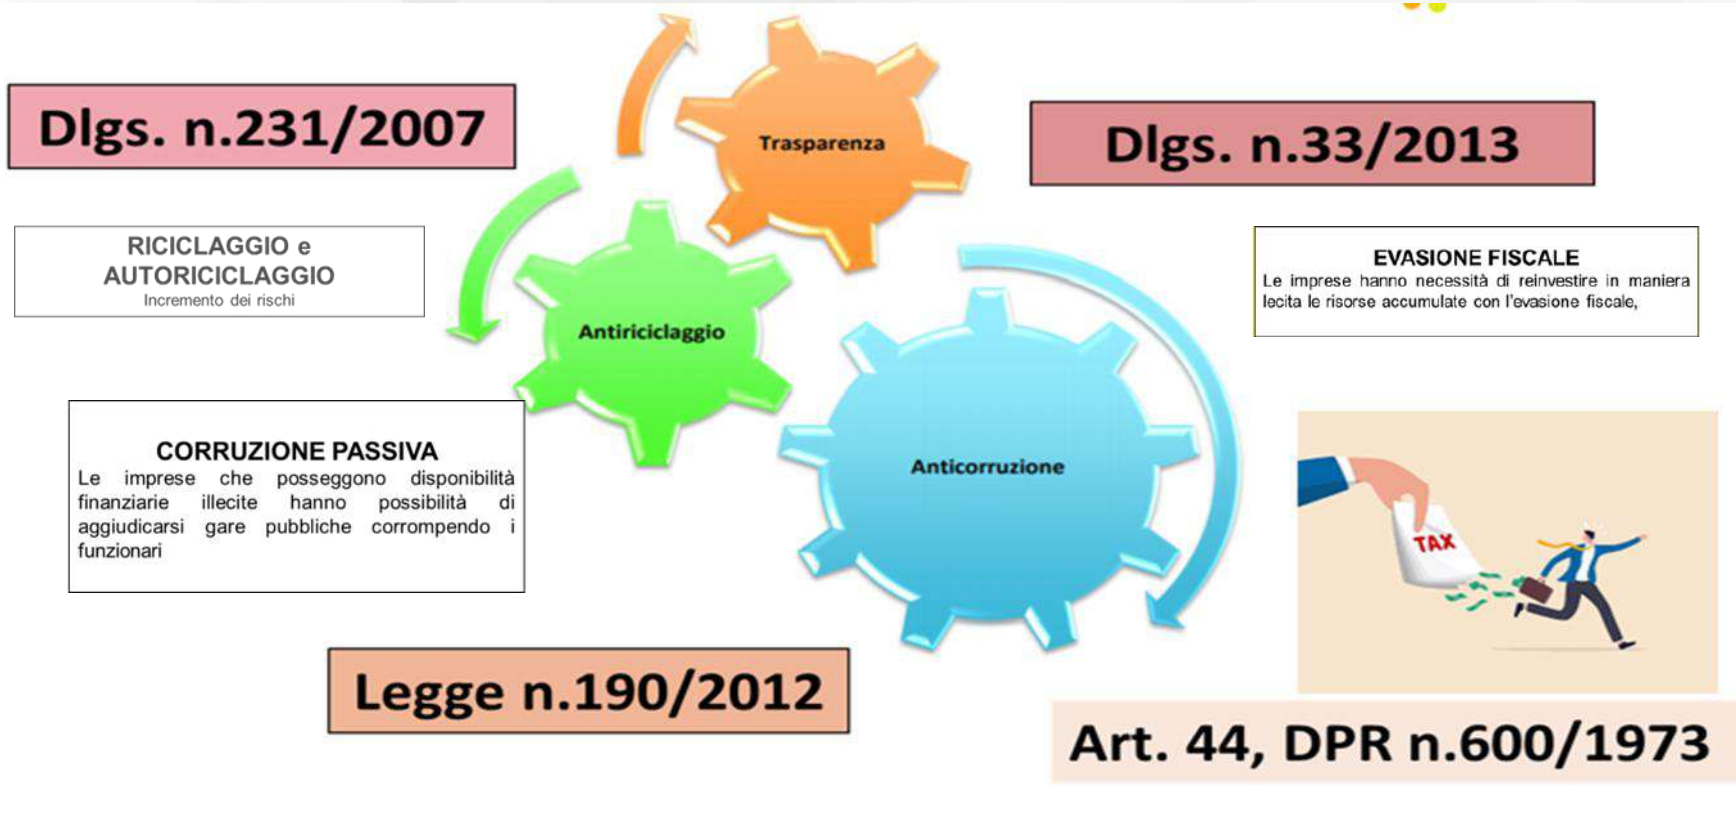 Dlgs. n.231/2007
Trasparenza
Dlgs. n.33/2013
RICICLAGGIO e
AUTORICICLAGGIO
Incremento dei rischi
EVASIONE FISCALE
Le imprese hanno necessità di reinvestire in maniera
lecita le risorse accumulate con l'evasione fiscale,
Antiriciclaggio
CORRUZIONE PASSIVA
Le imprese che posseggono disponibilità
finanziarie illecite hanno possibilità di
aggiudicarsi gare pubbliche corrompendo i
funzionari
Anticorruzione
TAX
Legge n.190/2012
Art. 44, DPR n.600/1973